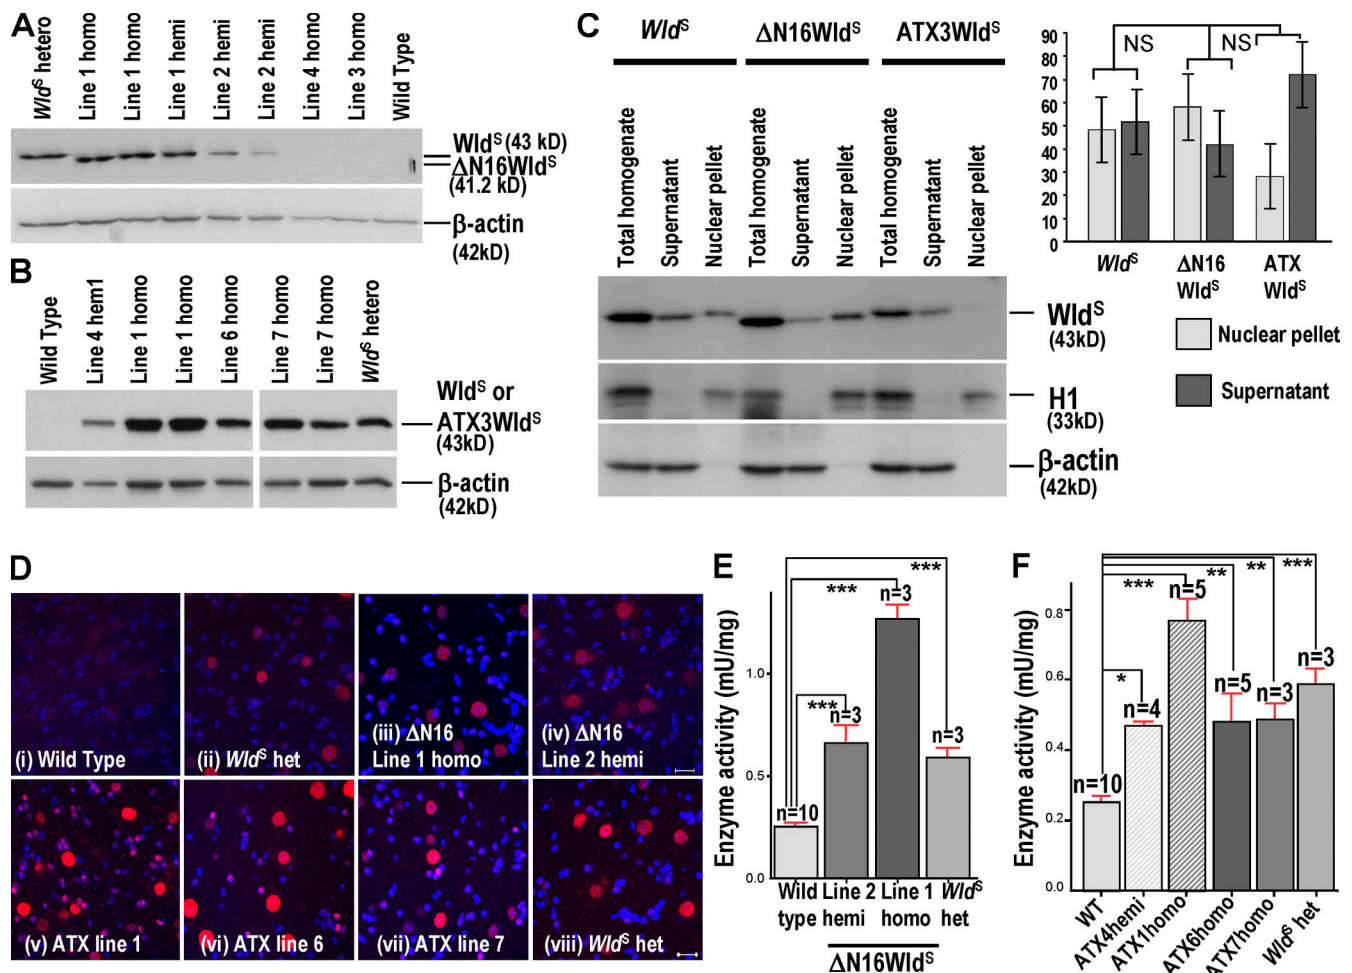 A
Wldˢ hetero
Line 1 homo
Line 1 homo
Line 1 hemi
Line 2 hemi
Line 2 hemi
Line 4 homo
Line 3 homo
Wild Type
Wldˢ (43 kD)
ΔN16Wldˢ
(41.2 kD)
β-actin
(42kD)
B
Wild Type
Line 4 hem1
Line 1 homo
Line 1 homo
Line 6 homo
Line 7 homo
Line 7 homo
Wldˢ hetero
Wldˢ or
ATX3Wldˢ
(43kD)
β-actin
(42kD)
C
Wldˢ
ΔN16Wldˢ
ATX3Wldˢ
Total homogenate
Supernatant
Nuclear pellet
Total homogenate
Supernatant
Nuclear pellet
Total homogenate
Supernatant
Nuclear pellet
Wldˢ
(43kD)
H1
(33kD)
β-actin
(42kD)
90
80
70
60
50
40
30
20
10
0
NS
NS
Wldˢ
ΔN16
Wldˢ
ATX
Wldˢ
Nuclear pellet
Supernatant
D
(i) Wild Type
(ii) Wldˢ het
(iii) ΔN16
Line 1 homo
(iv) ΔN16
Line 2 hemi
(v) ATX line 1
(vi) ATX line 6
(vii) ATX line 7
(viii) Wldˢ het
E
Enzyme activity (mU/mg)
1.0
0.5
0.0
***
***
***
n=10
n=3
n=3
n=3
Wild
type
Line 2
hemi
Line 1
homo
Wldˢ
het
ΔN16Wldˢ
F
Enzyme activity (mU/mg)
0.8
0.6
0.4
0.2
0.0
*
***
**
**
***
n=10
n=4
n=5
n=5
n=3
n=3
WT
ATX4hemi
ATX1homo
ATX6homo
ATX7homo
Wldˢ het